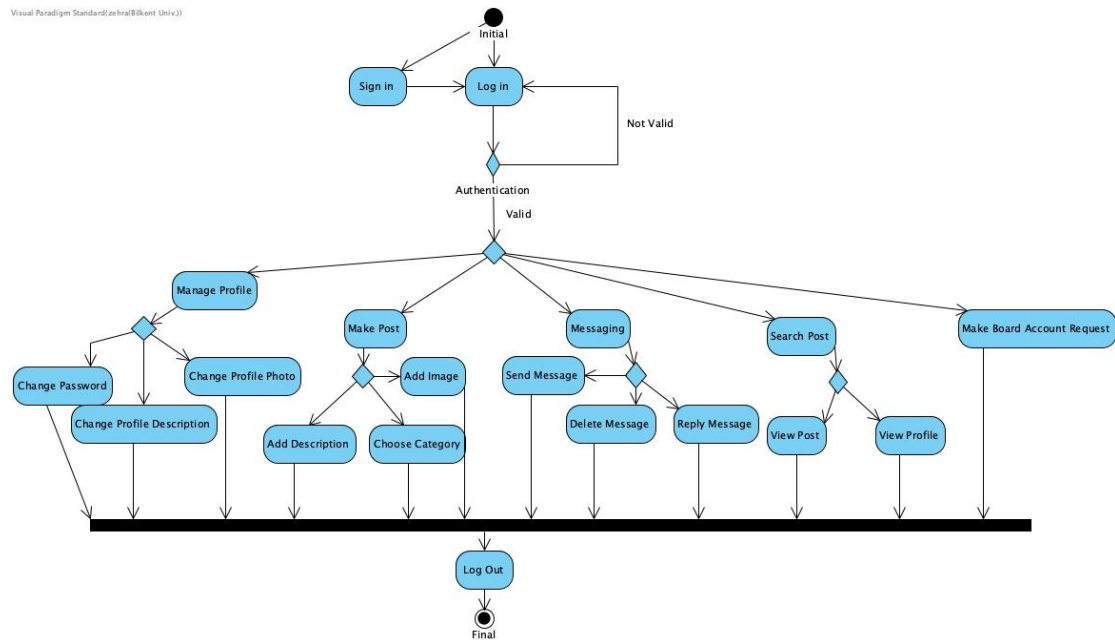 Visual Paradigm Standard(zehra(Bilkent Univ.))
Initial
Sign in
Log in
Not Valid
Authentication
Valid
Manage Profile
Make Post
Messaging
Search Post
Make Board Account Request
Change Password
Change Profile Photo
Add Image
Send Message
Change Profile Description
Add Description
Choose Category
Delete Message
Reply Message
View Post
View Profile
Log Out
Final